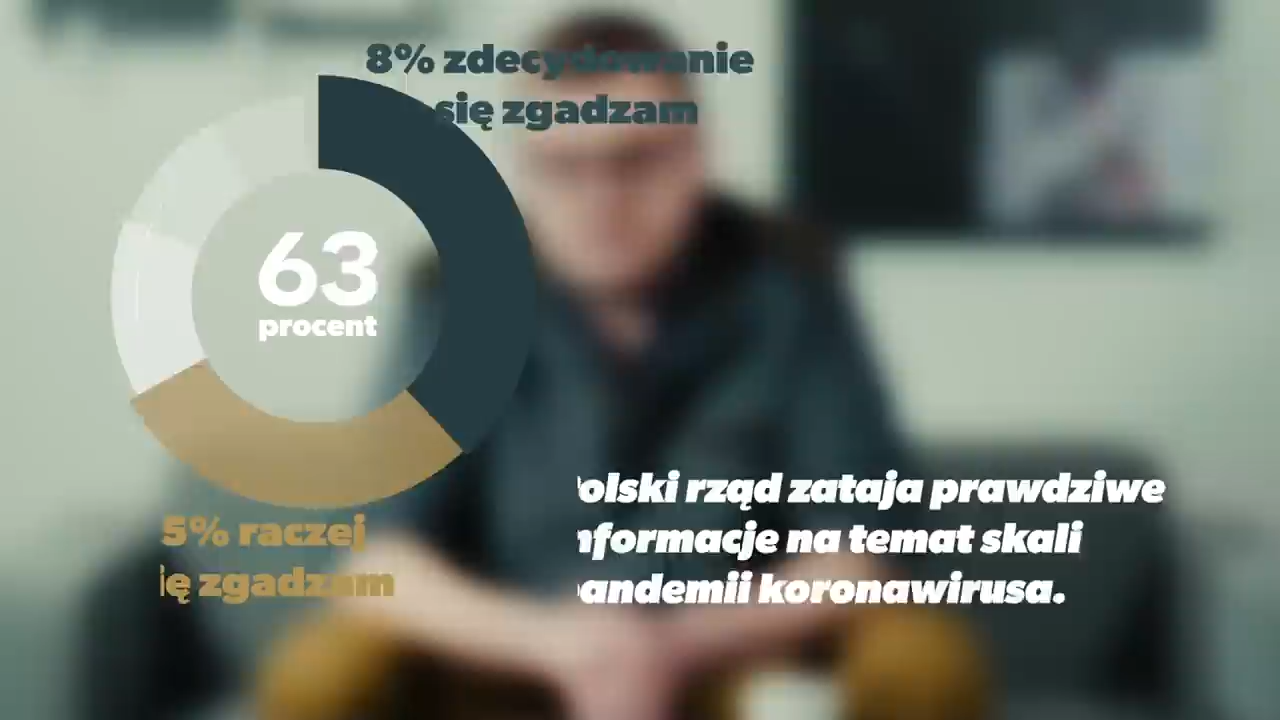 8% zdecydowanie
się zgadzam
63
procent
5% raczej
ię zgadzam
olski rząd zataja prawdziwe
nformacje na temat skali
andemii koronawirusa.